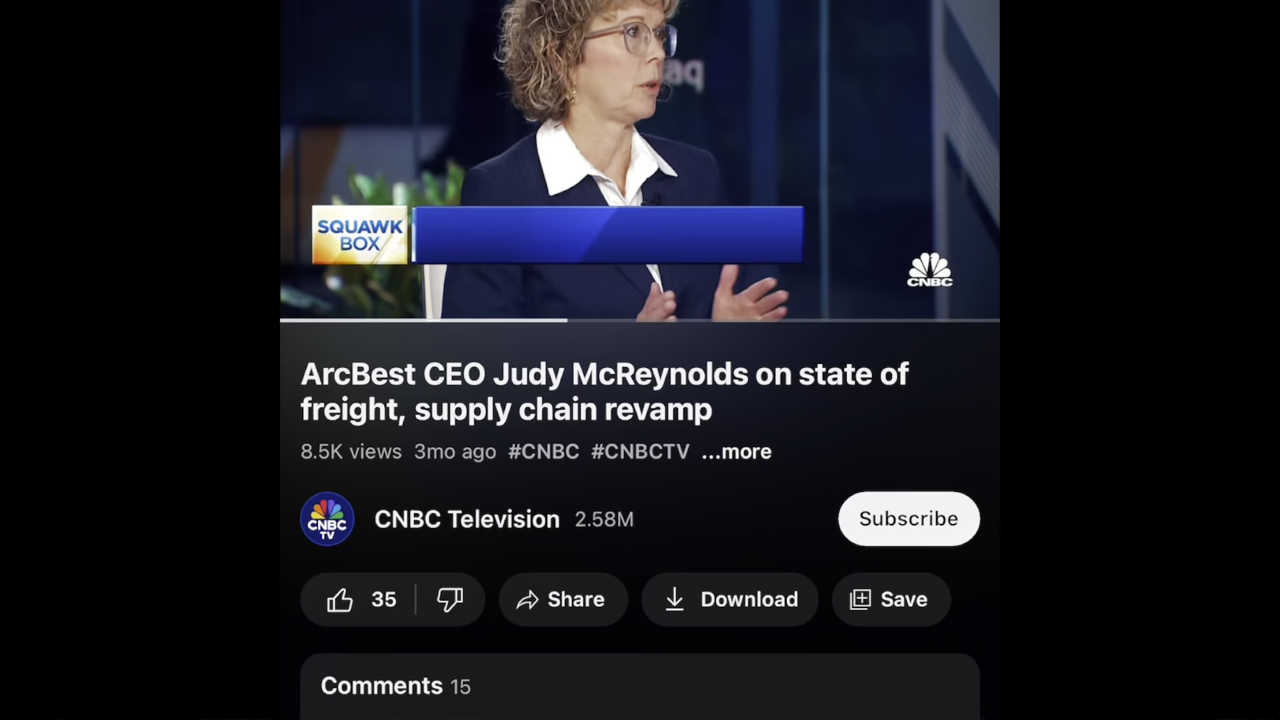 aq
SQUAWK
BOX
CNBC
ArcBest CEO Judy McReynolds on state of
freight, supply chain revamp
8.5K views 3mo ago #CNBC #CNBCTV ...more
CNBC
TV
CNBC Television 2.58M
Subscribe
35
Share
Download
Save
Comments 15